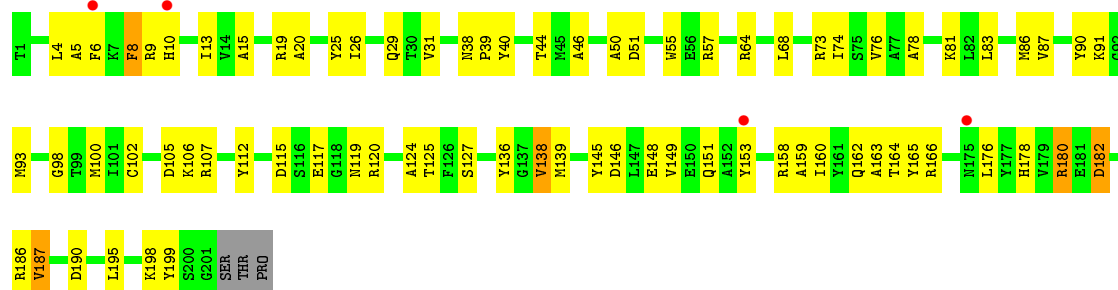 T1 L4 A5 F6 K7 F8 R9 H10 I13 V14 A15 R19 A20 Y25 I26 Q29 T30 V31 N38 P39 Y40 T44 M45 A46 A50 D51 W55 E56 R57 R64 L68 R73 I74 S75 V76 A77 A78 K81 L82 L83 M86 V87 Y90 K91
M93 G98 T99 M100 I101 C102 D105 K106 R107 Y112 D115 S116 E117 G118 N119 R120 A124 T125 F126 S127 Y136 G137 V138 M139 Y145 D146 L147 E148 V149 E150 Q151 A152 Y153 R158 A159 I160 Y161 Q162 A163 T164 Y165 R166 N175 L176 Y177 H178 V179 R180 E181 D182
R186 V187 D190 L195 K198 Y199 S200 G201 SER THR PRO